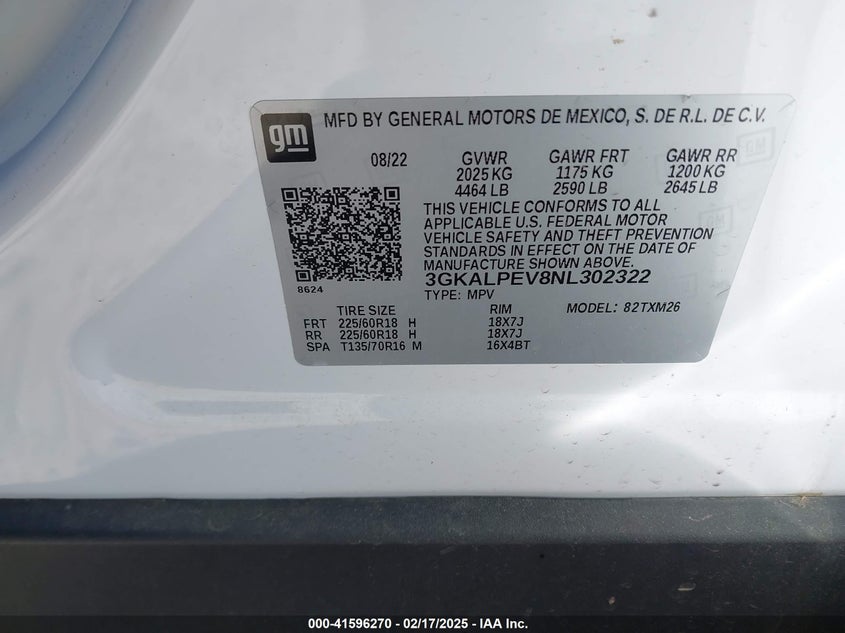 gm
MFD BY GENERAL MOTORS DE MEXICO, S. DE R.L. DE C.V.
08/22 GVWR GAWR FRT GAWR RR
2025 KG 1175 KG 1200 KG
4464 LB 2590 LB 2645 LB
THIS VEHICLE CONFORMS TO ALL
APPLICABLE U.S. FEDERAL MOTOR
VEHICLE SAFETY AND THEFT PREVENTION
STANDARDS IN EFFECT ON THE DATE OF
MANUFACTURE SHOWN ABOVE.
8624
3GKALPEV8NL302322
TYPE: MPV MODEL: 82TXM26
TIRE SIZE RIM
FRT 225/60R18 H 18X7J
RR 225/60R18 H 18X7J
SPA T135/70R16 M 16X4BT
000-41596270 - 02/17/2025 - IAA Inc.